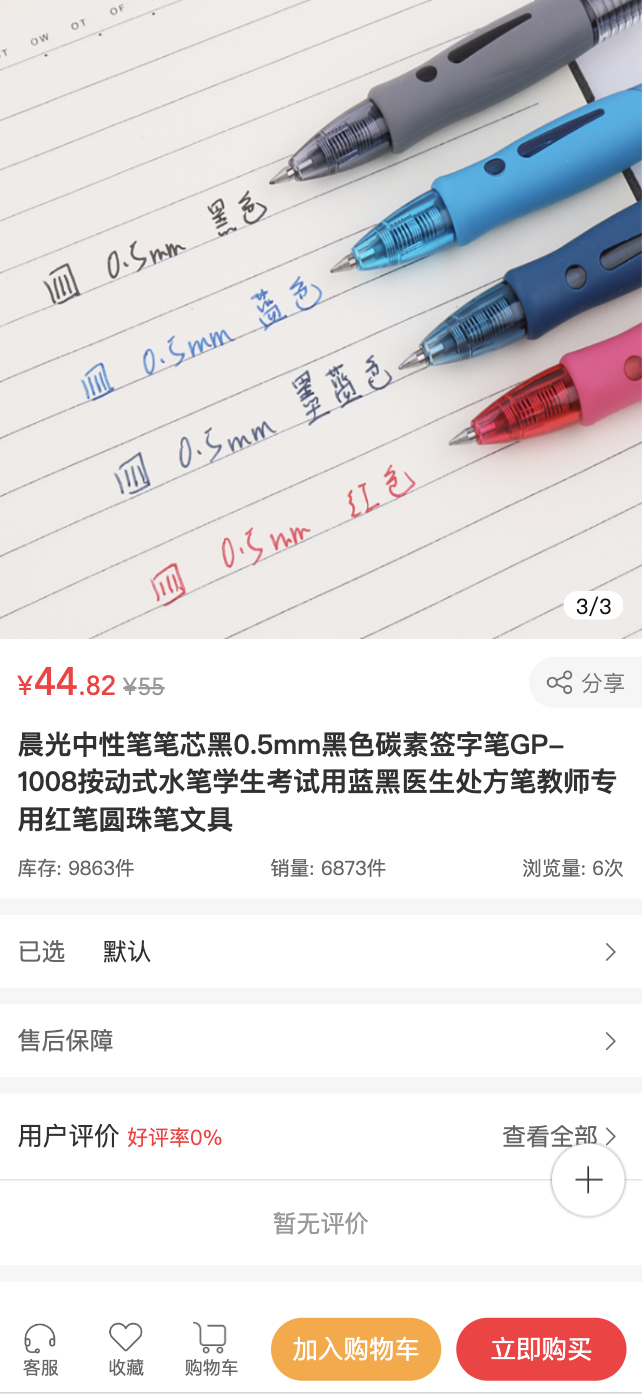 OW OT OF
0.5mm 黑色
0.5mm 蓝色
0.5mm 墨蓝色
0.5mm 红色
3/3
¥44.82 ¥55
分享
晨光中性笔笔芯黑0.5mm黑色碳素签字笔GP-
1008按动式水笔学生考试用蓝黑医生处方笔教师专
用红笔圆珠笔文具
库存: 9863件 销量: 6873件 浏览量: 6次
已选 默认
售后保障
用户评价 好评率0% 查看全部
暂无评价
客服 收藏 购物车 加入购物车 立即购买